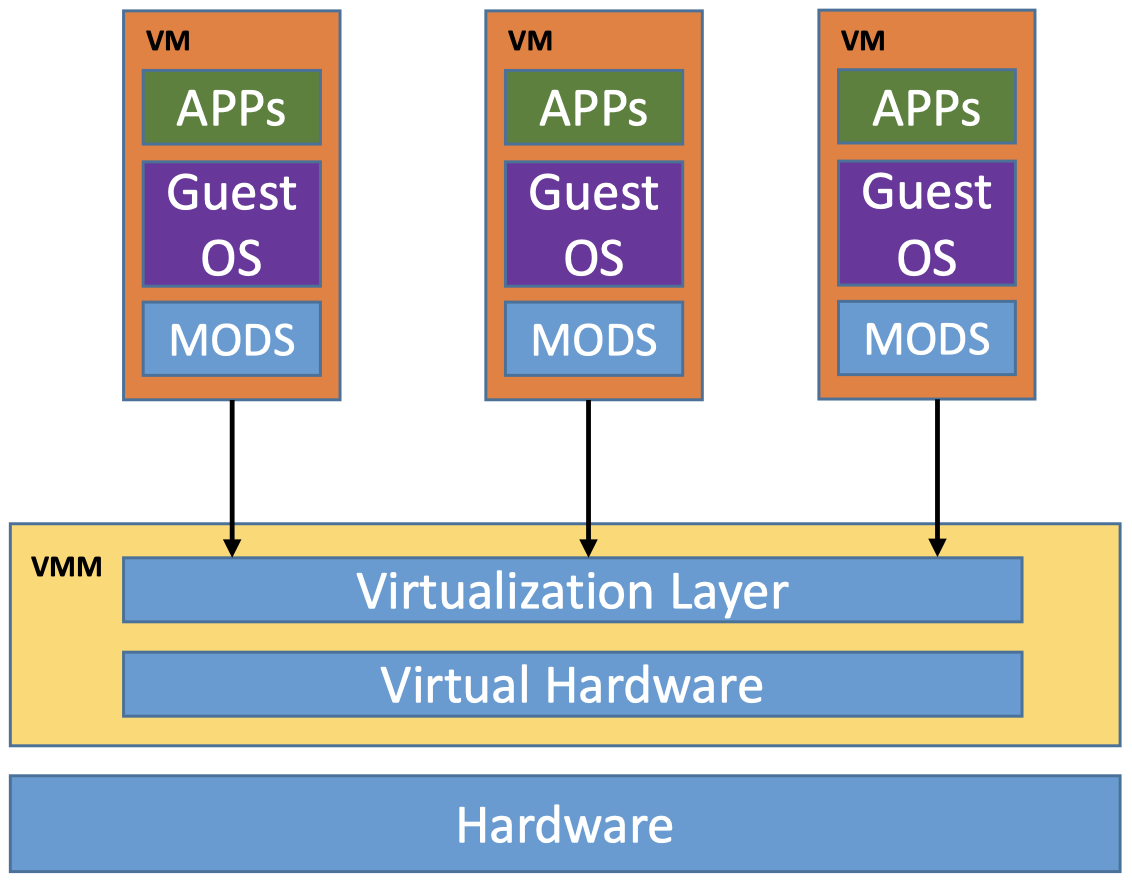 VM
APPs
Guest
OS
MODS
VM
APPs
Guest
OS
MODS
VM
APPs
Guest
OS
MODS
VMM
Virtualization Layer
Virtual Hardware
Hardware